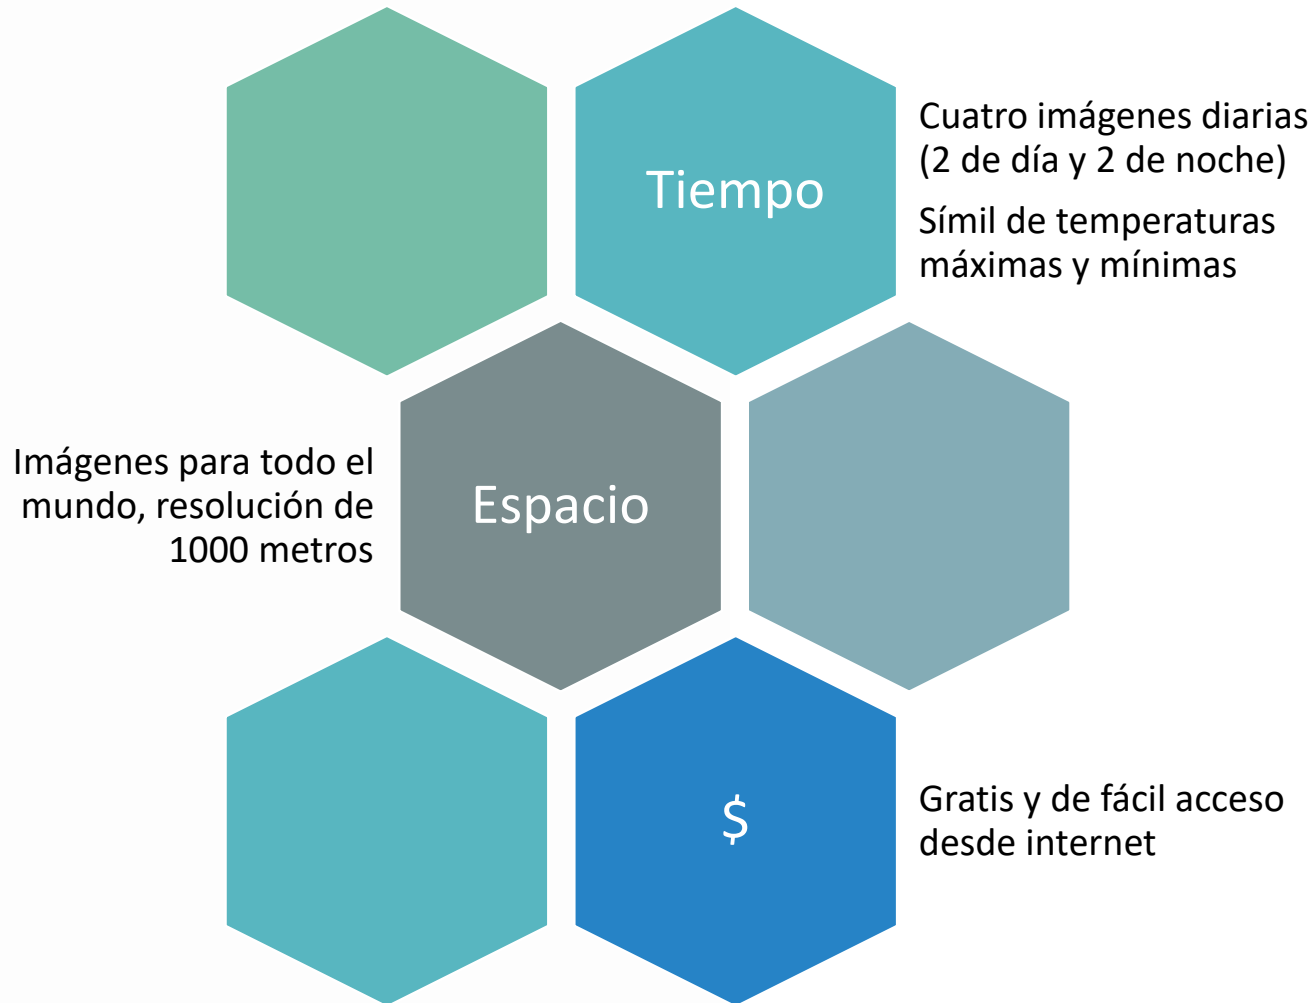 Tiempo
Cuatro imágenes diarias
(2 de día y 2 de noche)
Símil de temperaturas
máximas y mínimas
Imágenes para todo el
mundo, resolución de
1000 metros
Espacio
$
Gratis y de fácil acceso
desde internet